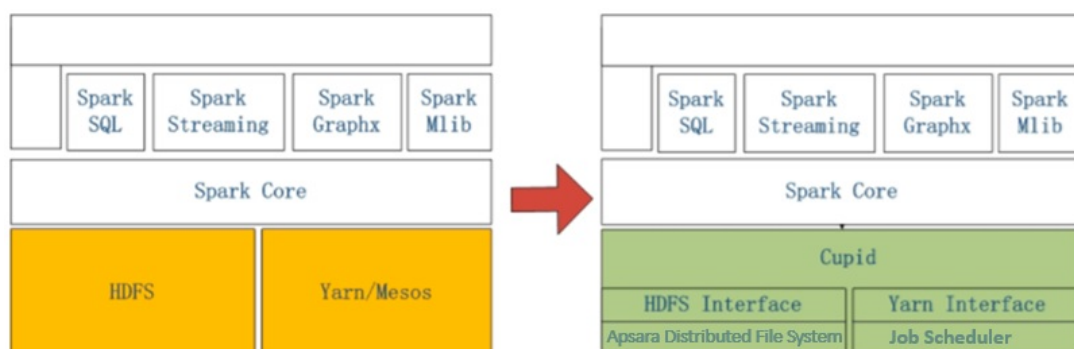 Spark
SQL
Spark
Streaming
Spark
Graphx
Spark
Mlib
Spark Core
HDFS
Yarn/Mesos
Spark
SQL
Spark
Streaming
Spark
Graphx
Spark
Mlib
Spark Core
Cupid
HDFS Interface
Yarn Interface
Apsara Distributed File System
Job Scheduler